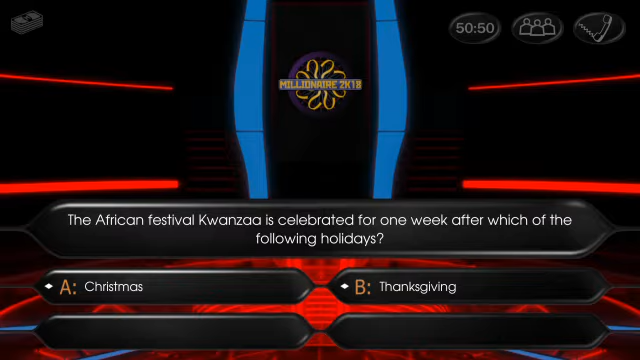 50:50
MILLIONAIRE 2K18
The African festival Kwanzaa is celebrated for one week after which of the
following holidays?
A: Christmas
B: Thanksgiving